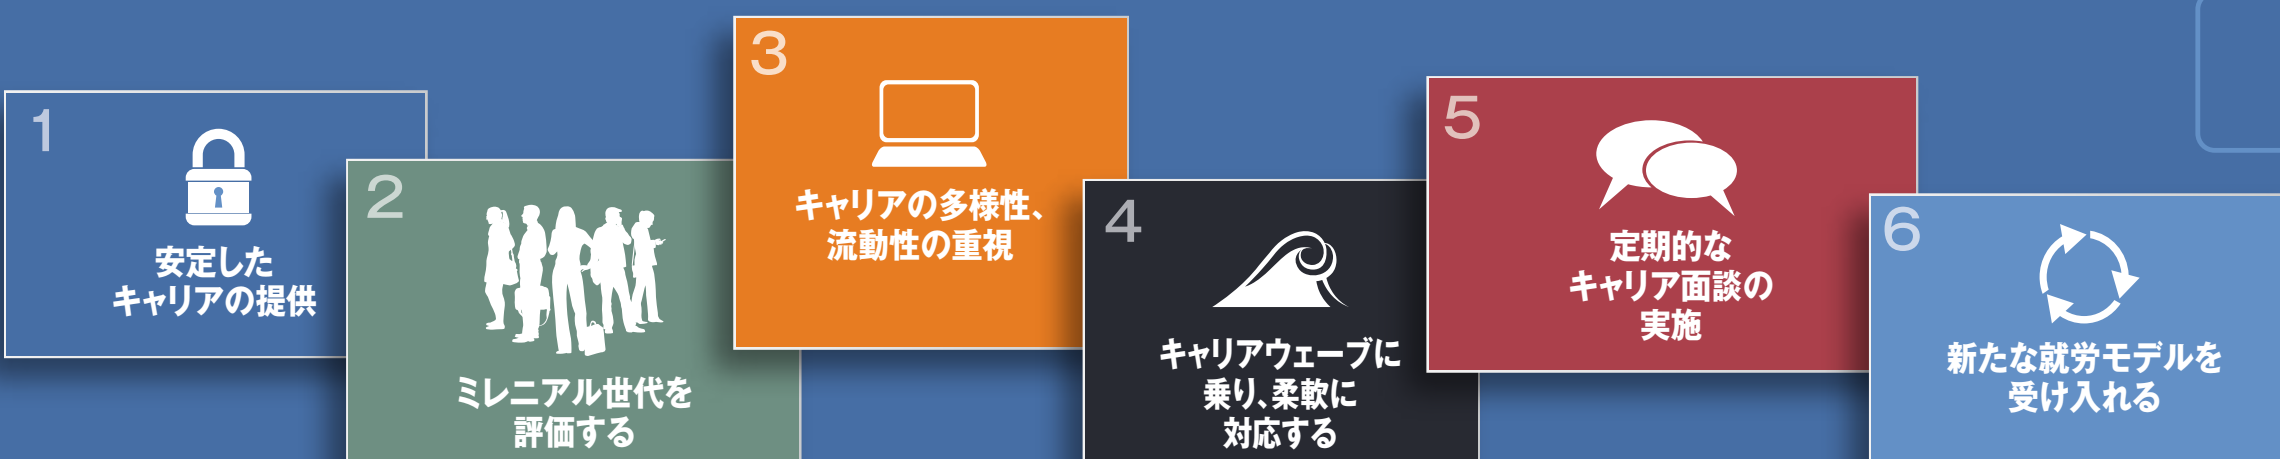 1
安定した
キャリアの提供
2
ミレニアル世代を
評価する
3
キャリアの多様性、
流動性の重視
4
キャリアウェーブに
乗り、柔軟に
対応する
5
定期的な
キャリア面談の
実施
6
新たな就労モデルを
受け入れる